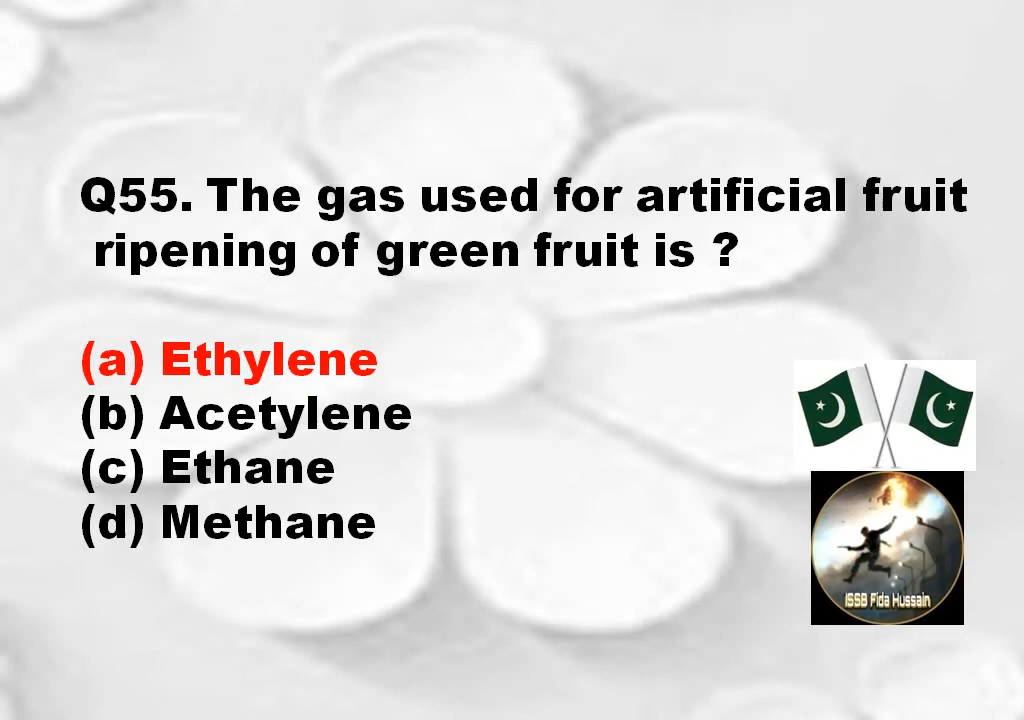 Q55. The gas used for artificial fruit
ripening of green fruit is ?
(a) Ethylene
(b) Acetylene
(c) Ethane
(d) Methane
ISSB Fida Hussain